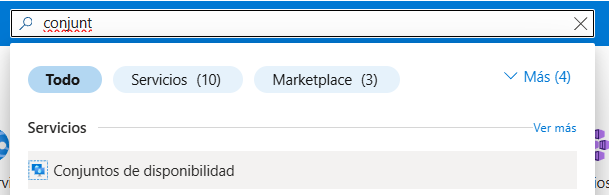 conjunt
Todo Servicios (10) Marketplace (3) Más (4)
Servicios Ver más
Conjuntos de disponibilidad